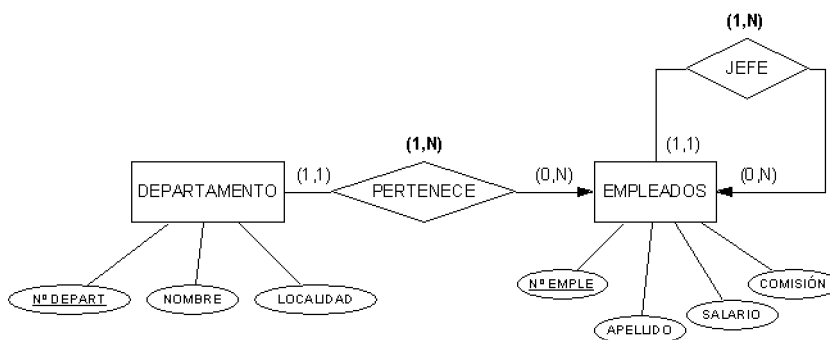 (1,N)
JEFE
(1,N)
(1,1)
DEPARTAMENTO
(1,1)
PERTENECE
(0,N)
EMPLEADOS
(0,N)
Nº DEPART
NOMBRE
LOCALIDAD
Nº EMPLE
COMISIÓN
APELLIDO
SALARIO